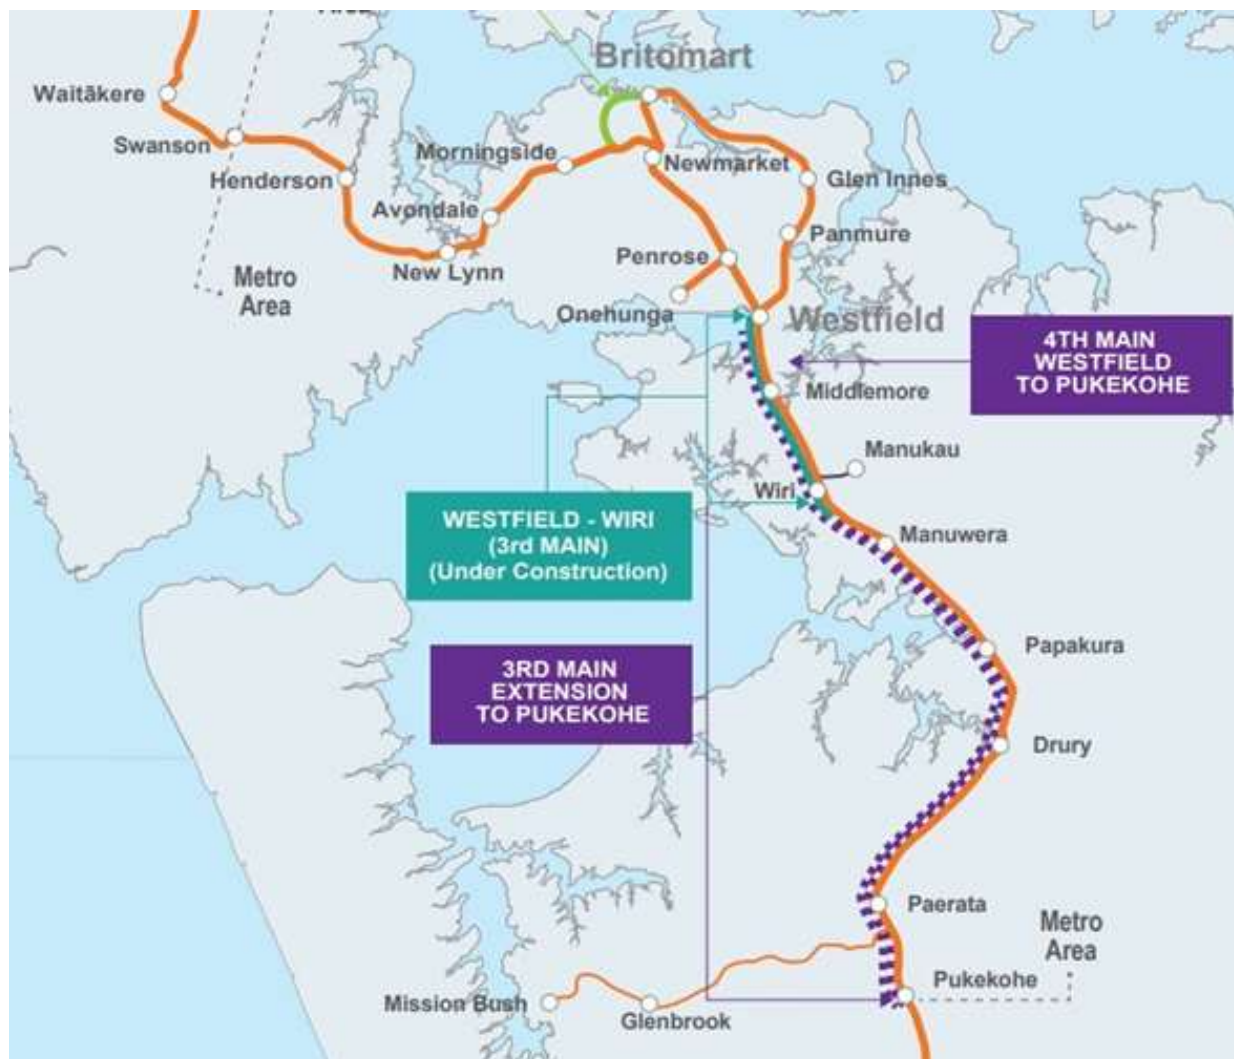 Area
Britomart
Waitākere
Swanson
Morningside
Newmarket
Henderson
Glen Innes
Avondale
Panmure
Penrose
New Lynn
Metro
Area
Onehunga
Westfield
4TH MAIN
WESTFIELD
TO PUKEKOHE
Middlemore
Manukau
Wiri
WESTFIELD - WIRI
(3rd MAIN)
(Under Construction)
Manuwera
Papakura
3RD MAIN
EXTENSION
TO PUKEKOHE
Drury
Paerata
Metro
Area
Pukekohe
Mission Bush
Glenbrook